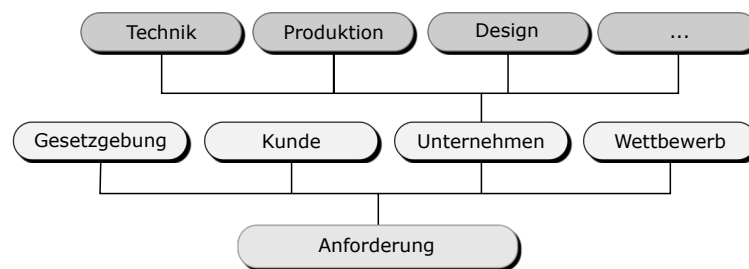 Technik
Produktion
Design
...
Gesetzgebung
Kunde
Unternehmen
Wettbewerb
Anforderung